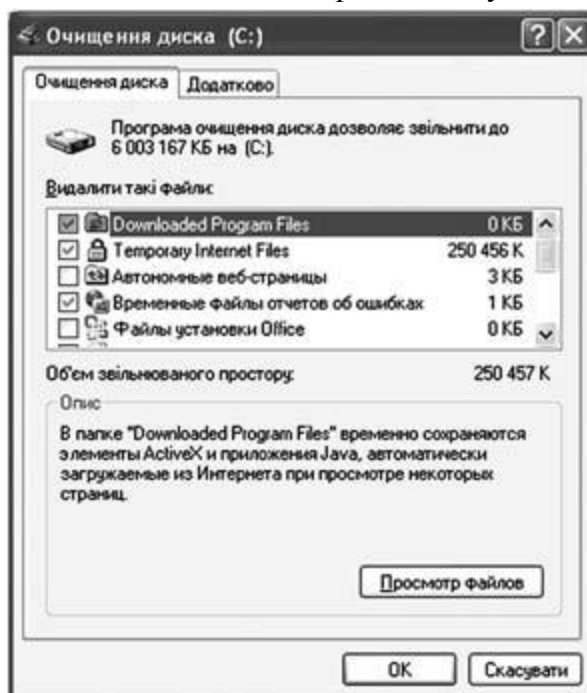 Очищення диска (C:)
Очищення диска Додатково
Програма очищення диска дозволяє звільнити до
6 003 167 КБ на (C:).
Видалити такі файли:
Downloaded Program Files 0 КБ
Temporary Internet Files 250 456 К
Автономные веб-страницы 3 КБ
Временные файлы отчетов об ошибках 1 КБ
Файлы установки Office 0 КБ
Об'єм звільнюваного простору: 250 457 К
Опис
В папке "Downloaded Program Files" временно сохраняются
элементы ActiveX и приложения Java, автоматически
загружаемые из Интернета при просмотре некоторых
страниц.
Просмотр файлов
ОК Скасувати